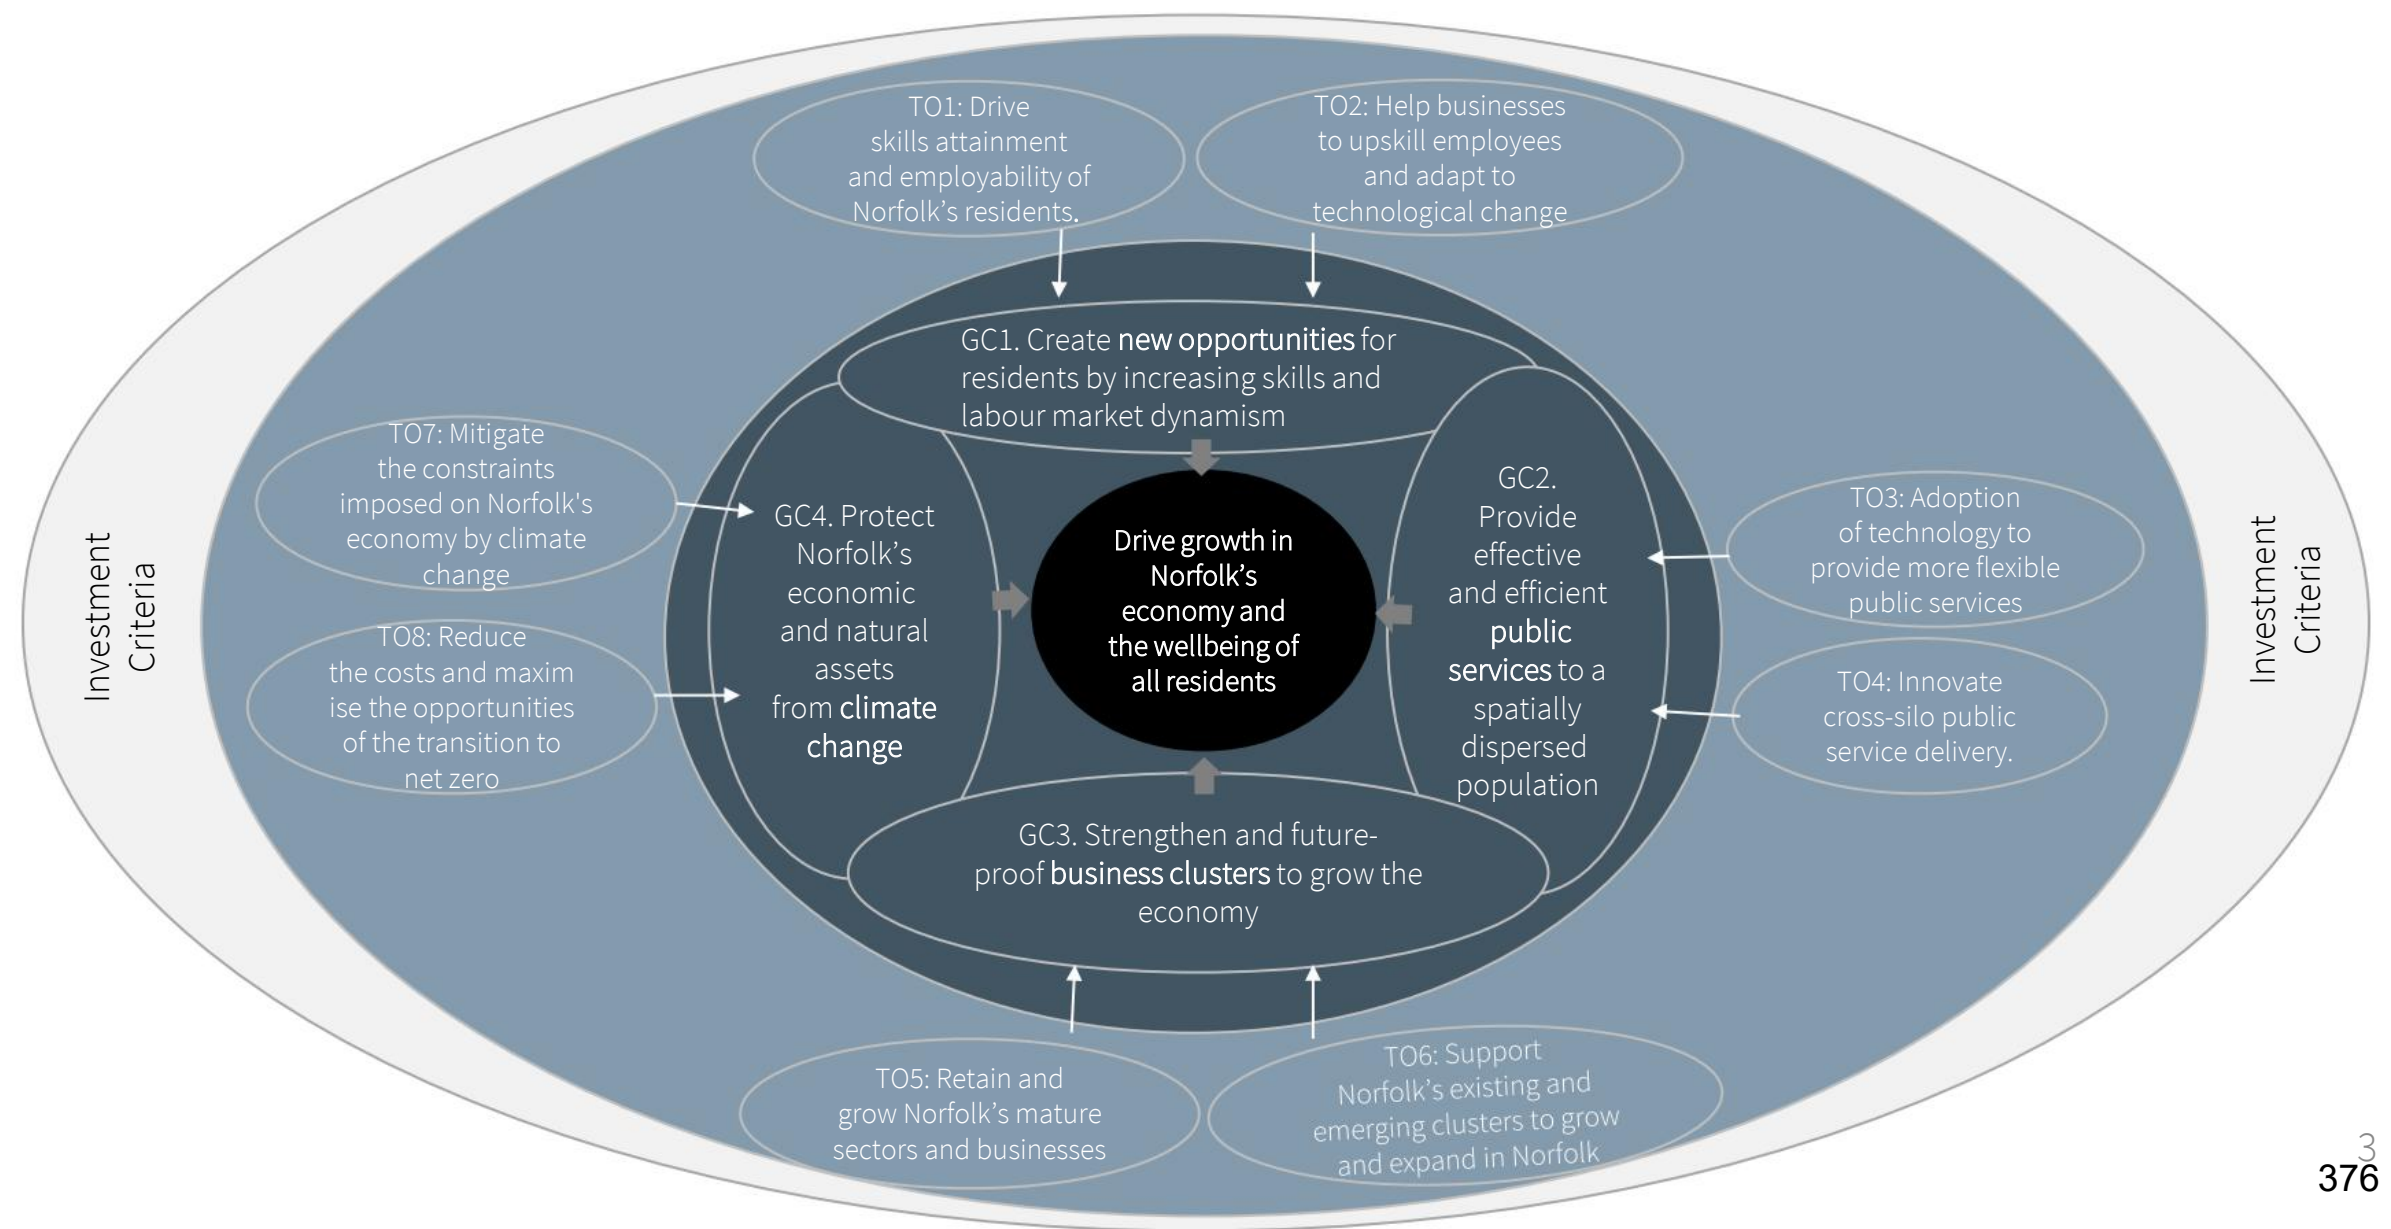 TO1: Drive
skills attainment
and employability of
Norfolk’s residents.
TO2: Help businesses
to upskill employees
and adapt to
technological change
GC1. Create new opportunities for
residents by increasing skills and
labour market dynamism
TO7: Mitigate
the constraints
imposed on Norfolk's
economy by climate
change
TO8: Reduce
the costs and maxim
ise the opportunities
of the transition to
net zero
GC4. Protect
Norfolk’s
economic
and natural
assets
from climate
change
Drive growth in
Norfolk’s
economy and
the wellbeing of
all residents
GC2.
Provide
effective
and efficient
public
services to a
spatially
dispersed
population
TO3: Adoption
of technology to
provide more flexible
public services
TO4: Innovate
cross-silo public
service delivery.
Investment
Criteria
Investment
Criteria
GC3. Strengthen and future-
proof business clusters to grow the
economy
TO5: Retain and
grow Norfolk’s mature
sectors and businesses
TO6: Support
Norfolk’s existing and
emerging clusters to grow
and expand in Norfolk
3
376